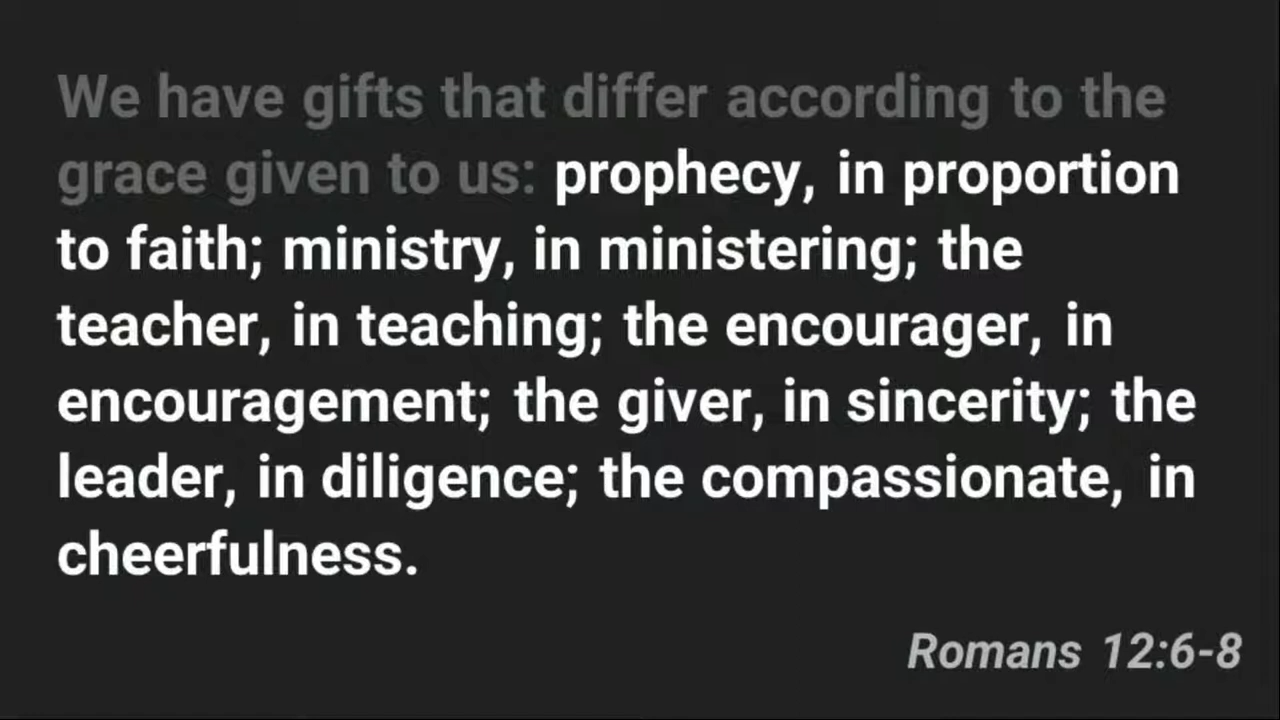 We have gifts that differ according to the
grace given to us: prophecy, in proportion
to faith; ministry, in ministering; the
teacher, in teaching; the encourager, in
encouragement; the giver, in sincerity; the
leader, in diligence; the compassionate, in
cheerfulness.
Romans 12:6-8